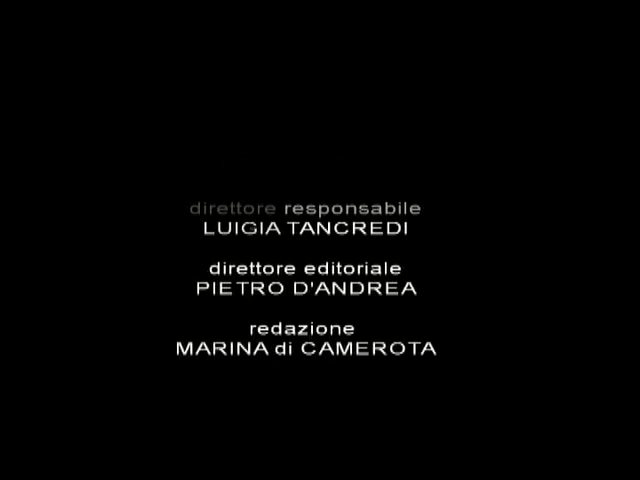 direttore responsabile
LUIGIA TANCREDI
direttore editoriale
PIETRO D'ANDREA
redazione
MARINA di CAMEROTA